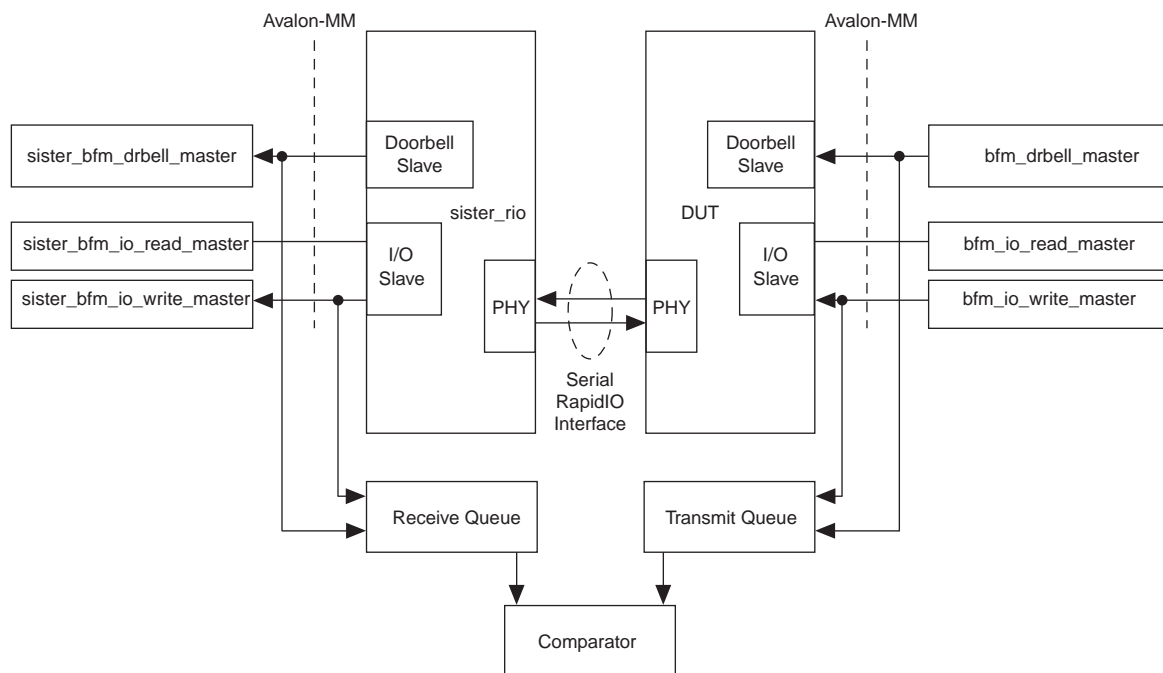 Avalon-MM
Avalon-MM
Doorbell
Slave
Doorbell
Slave
sister_bfm_drbell_master
bfm_drbell_master
sister_rio
DUT
sister_bfm_io_read_master
I/O
Slave
I/O
Slave
bfm_io_read_master
sister_bfm_io_write_master
bfm_io_write_master
PHY
PHY
Serial
RapidIO
Interface
Receive Queue
Transmit Queue
Comparator